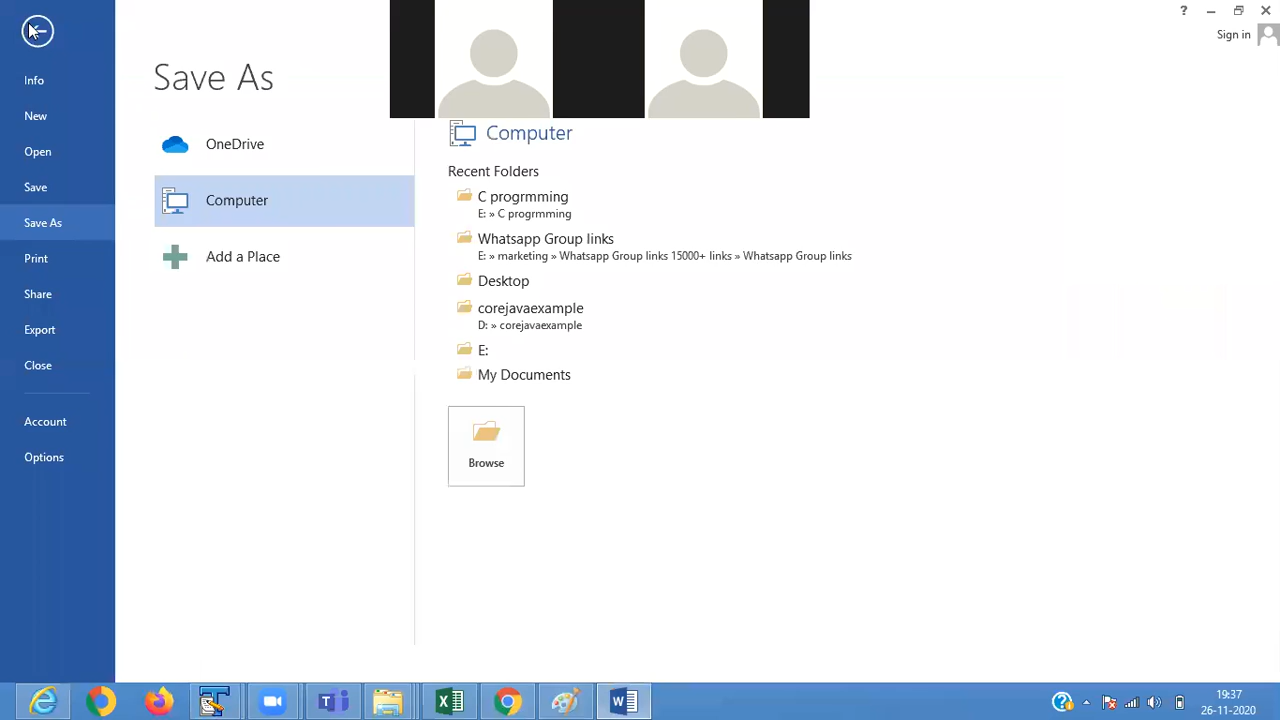 ?
Sign in
Info
New
Open
Save
Save As
Print
Share
Export
Close
Account
Options
Save As
OneDrive
Computer
Add a Place
Computer
Recent Folders
C progrmming
E: » C progrmming
Whatsapp Group links
E: » marketing » Whatsapp Group links 15000+ links » Whatsapp Group links
Desktop
corejavaexample
D: » corejavaexample
E:
My Documents
Browse
19:37
26-11-2020